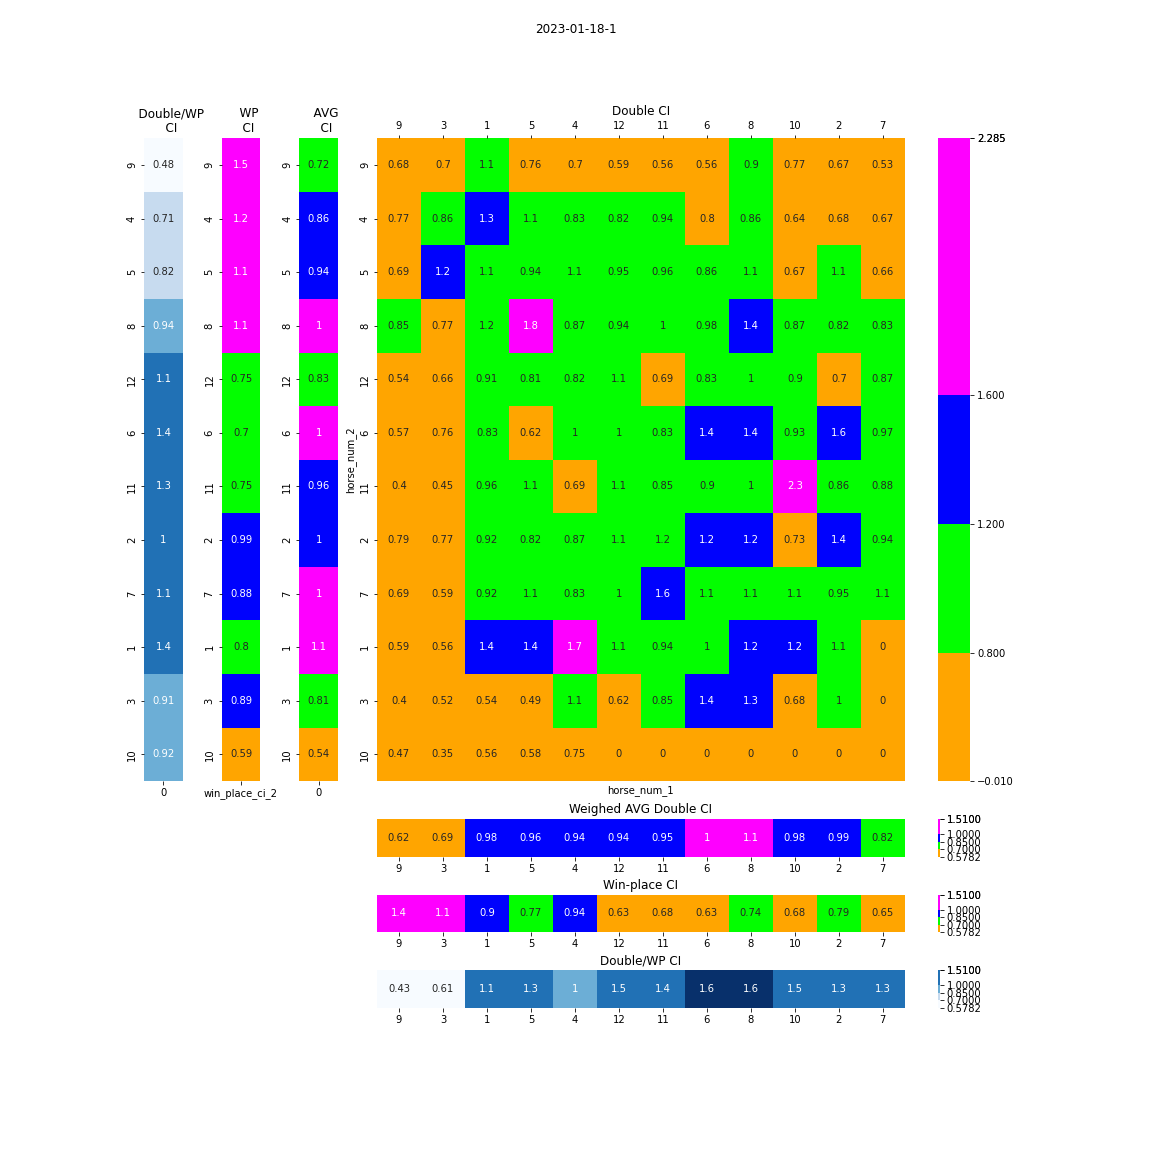 2023-01-18-1
Double/WP CI
WP CI
AVG CI
Double CI
9 3 1 5 4 12 11 6 8 10 2 7
9 0.48 9 1.5 9 0.72 9 0.68 0.7 1.1 0.76 0.7 0.59 0.56 0.56 0.9 0.77 0.67 0.53
4 0.71 4 1.2 4 0.86 4 0.77 0.86 1.3 1.1 0.83 0.82 0.94 0.8 0.86 0.64 0.68 0.67
5 0.82 5 1.1 5 0.94 5 0.69 1.2 1.1 0.94 1.1 0.95 0.96 0.86 1.1 0.67 1.1 0.66
8 0.94 8 1.1 8 1 8 0.85 0.77 1.2 1.8 0.87 0.94 1 0.98 1.4 0.87 0.82 0.83
12 1.1 12 0.75 12 0.83 12 0.54 0.66 0.91 0.81 0.82 1.1 0.69 0.83 1 0.9 0.7 0.87
6 1.4 6 0.7 6 1 6 0.57 0.76 0.83 0.62 1 1 0.83 1.4 1.4 0.93 1.6 0.97
11 1.3 11 0.75 11 0.96 11 0.4 0.45 0.96 1.1 0.69 1.1 0.85 0.9 1 2.3 0.86 0.88
2 1 2 0.99 2 1 2 0.79 0.77 0.92 0.82 0.87 1.1 1.2 1.2 1.2 0.73 1.4 0.94
7 1.1 7 0.88 7 1 7 0.69 0.59 0.92 1.1 0.83 1 1.6 1.1 1.1 1.1 0.95 1.1
1 1.4 1 0.8 1 1.1 1 0.59 0.56 1.4 1.4 1.7 1.1 0.94 1 1.2 1.2 1.1 0
3 0.91 3 0.89 3 0.81 3 0.4 0.52 0.54 0.49 1.1 0.62 0.85 1.4 1.3 0.68 1 0
10 0.92 10 0.59 10 0.54 10 0.47 0.35 0.56 0.58 0.75 0 0 0 0 0 0 0
horse_num_2
0 win_place_ci_2 0 horse_num_1
2.285
1.600
1.200
0.800
−0.010
Weighed AVG Double CI
0.62 0.69 0.98 0.96 0.94 0.94 0.95 1 1.1 0.98 0.99 0.82
9 3 1 5 4 12 11 6 8 10 2 7
1.5100
1.0000
0.8500
0.7000
0.5782
Win-place CI
1.4 1.1 0.9 0.77 0.94 0.63 0.68 0.63 0.74 0.68 0.79 0.65
9 3 1 5 4 12 11 6 8 10 2 7
1.5100
1.0000
0.8500
0.7000
0.5782
Double/WP CI
0.43 0.61 1.1 1.3 1 1.5 1.4 1.6 1.6 1.5 1.3 1.3
9 3 1 5 4 12 11 6 8 10 2 7
1.5100
1.0000
0.8500
0.7000
0.5782